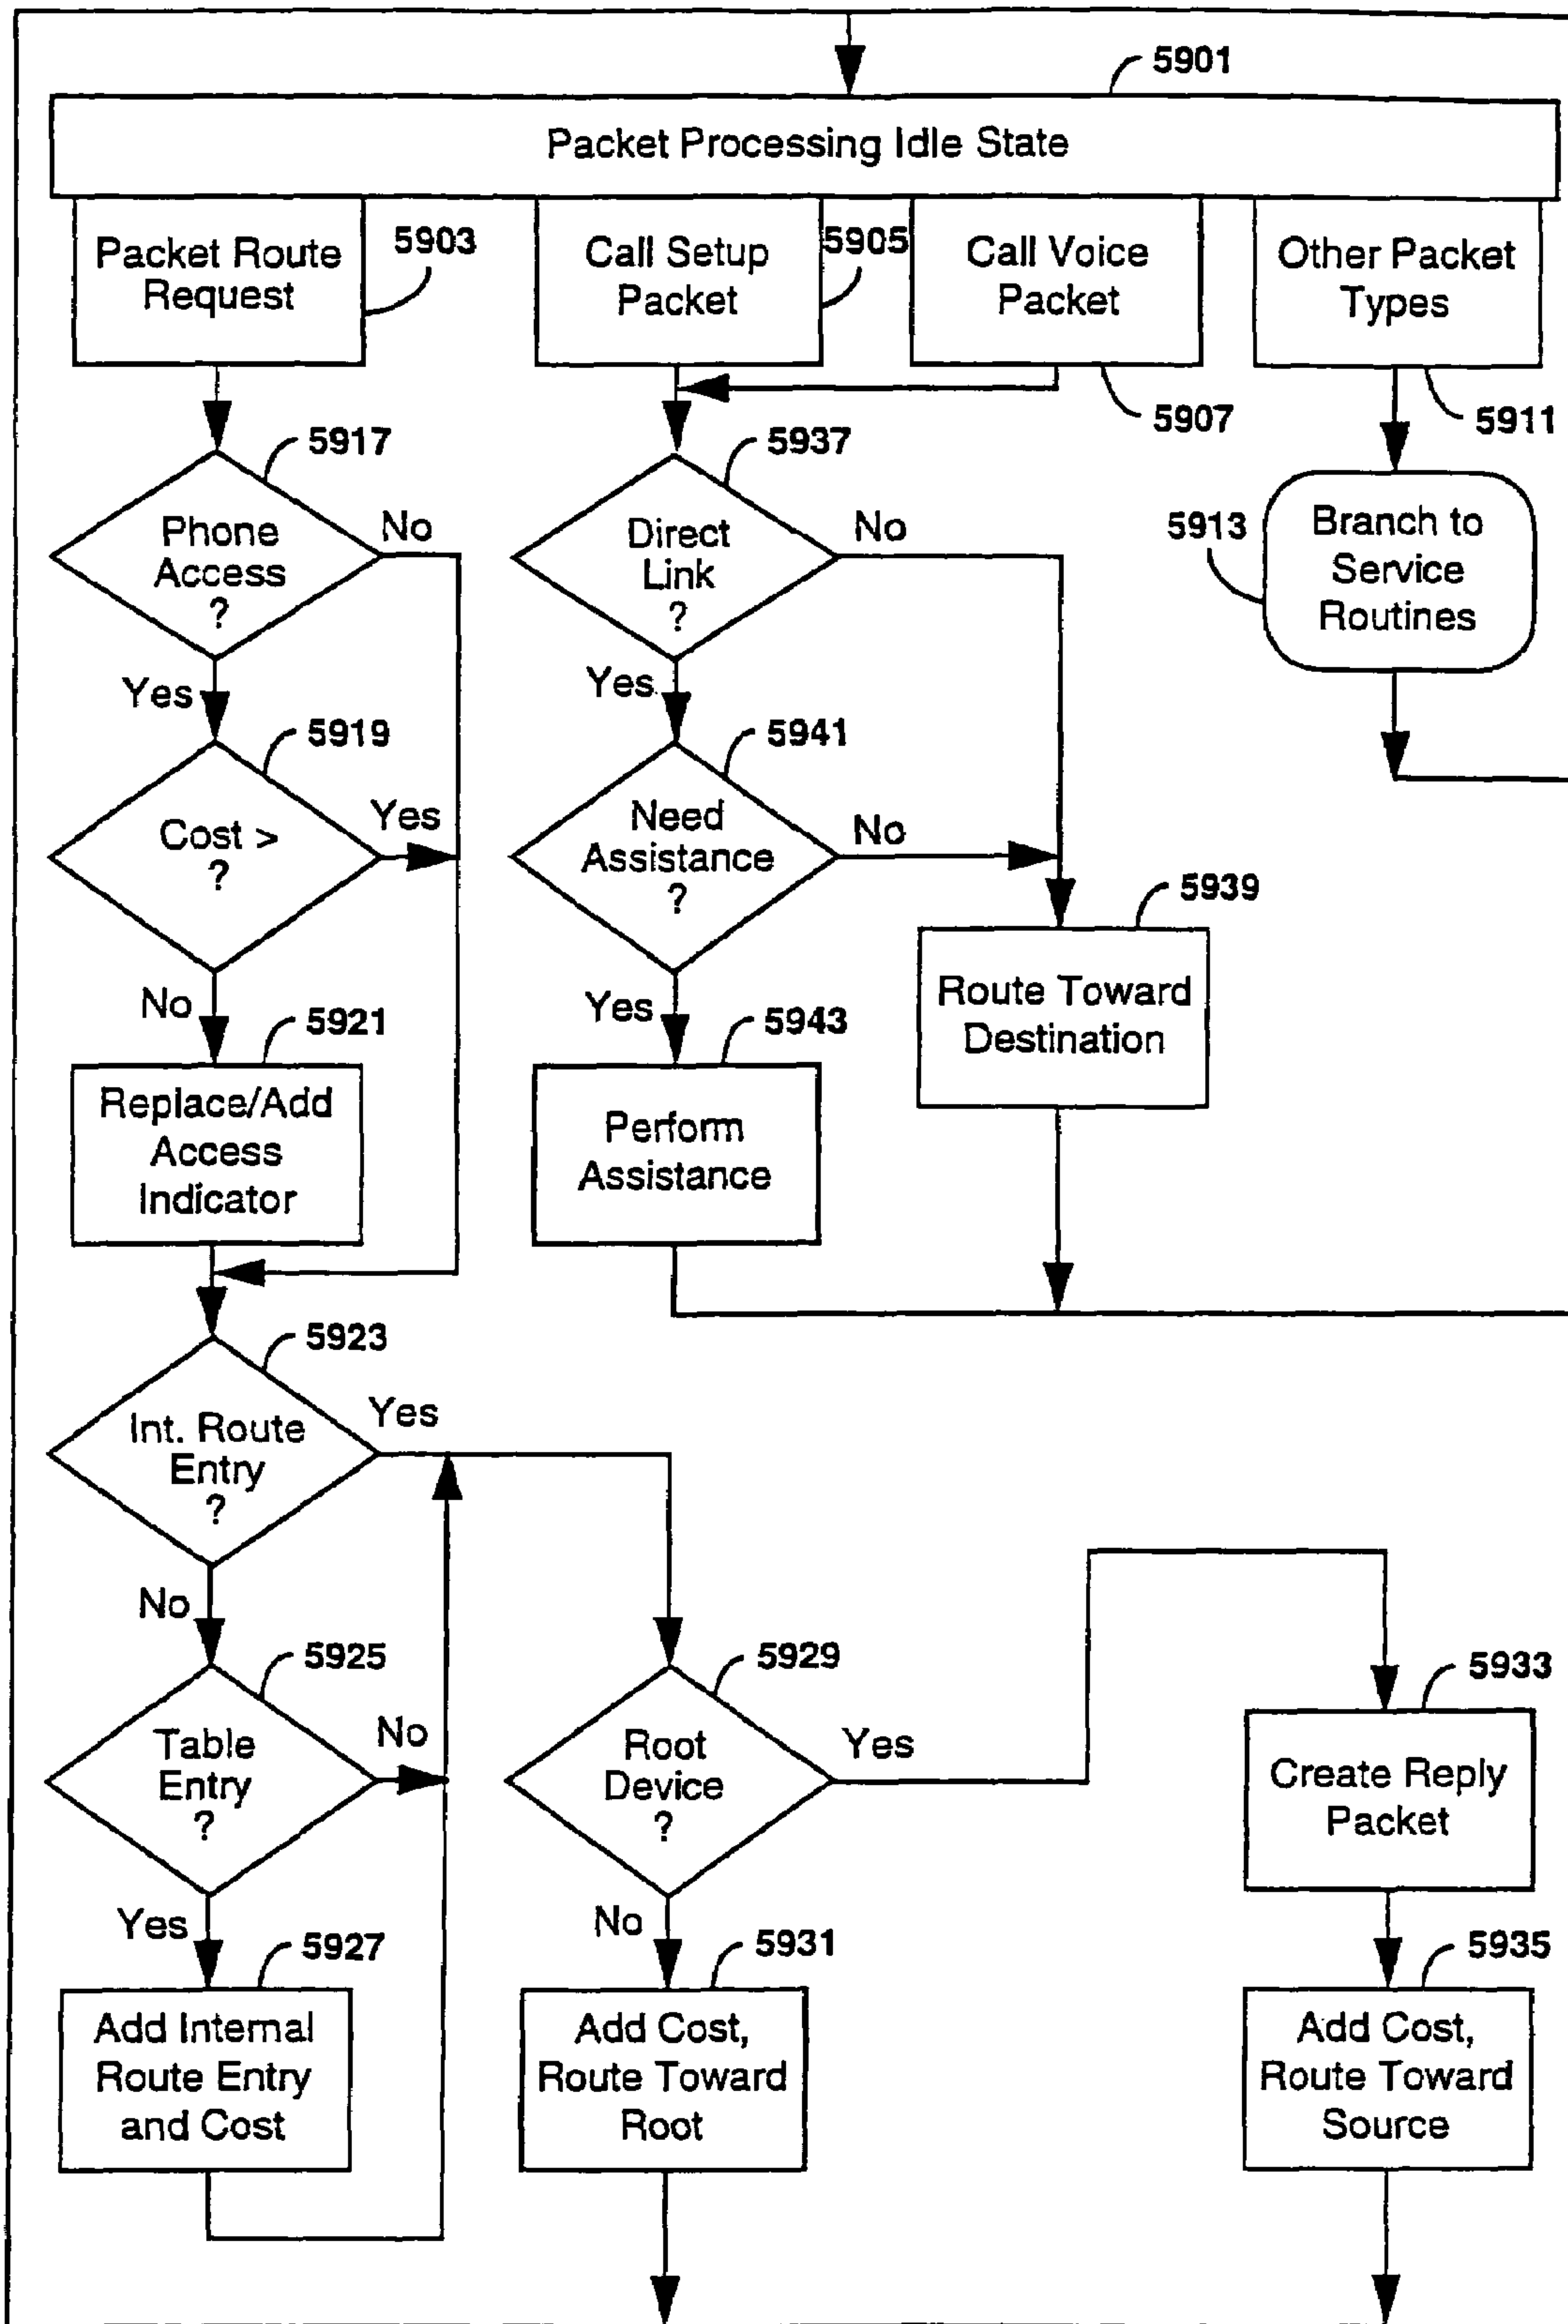 5901
Packet Processing Idle State
Packet Route
Request
5903
Call Setup
Packet
5905
Call Voice
Packet
5907
Other Packet
Types
5911
5917
Phone
Access
?
No
Yes
5919
Cost >
?
Yes
No
5921
Replace/Add
Access
Indicator
5937
Direct
Link
?
No
Yes
5941
Need
Assistance
?
No
Yes
5943
Perform
Assistance
5939
Route Toward
Destination
5913
Branch to
Service
Routines
5923
Int. Route
Entry
?
Yes
No
5925
Table
Entry
?
No
Yes
5927
Add Internal
Route Entry
and Cost
5929
Root
Device
?
Yes
No
5931
Add Cost,
Route Toward
Root
5933
Create Reply
Packet
5935
Add Cost,
Route Toward
Source